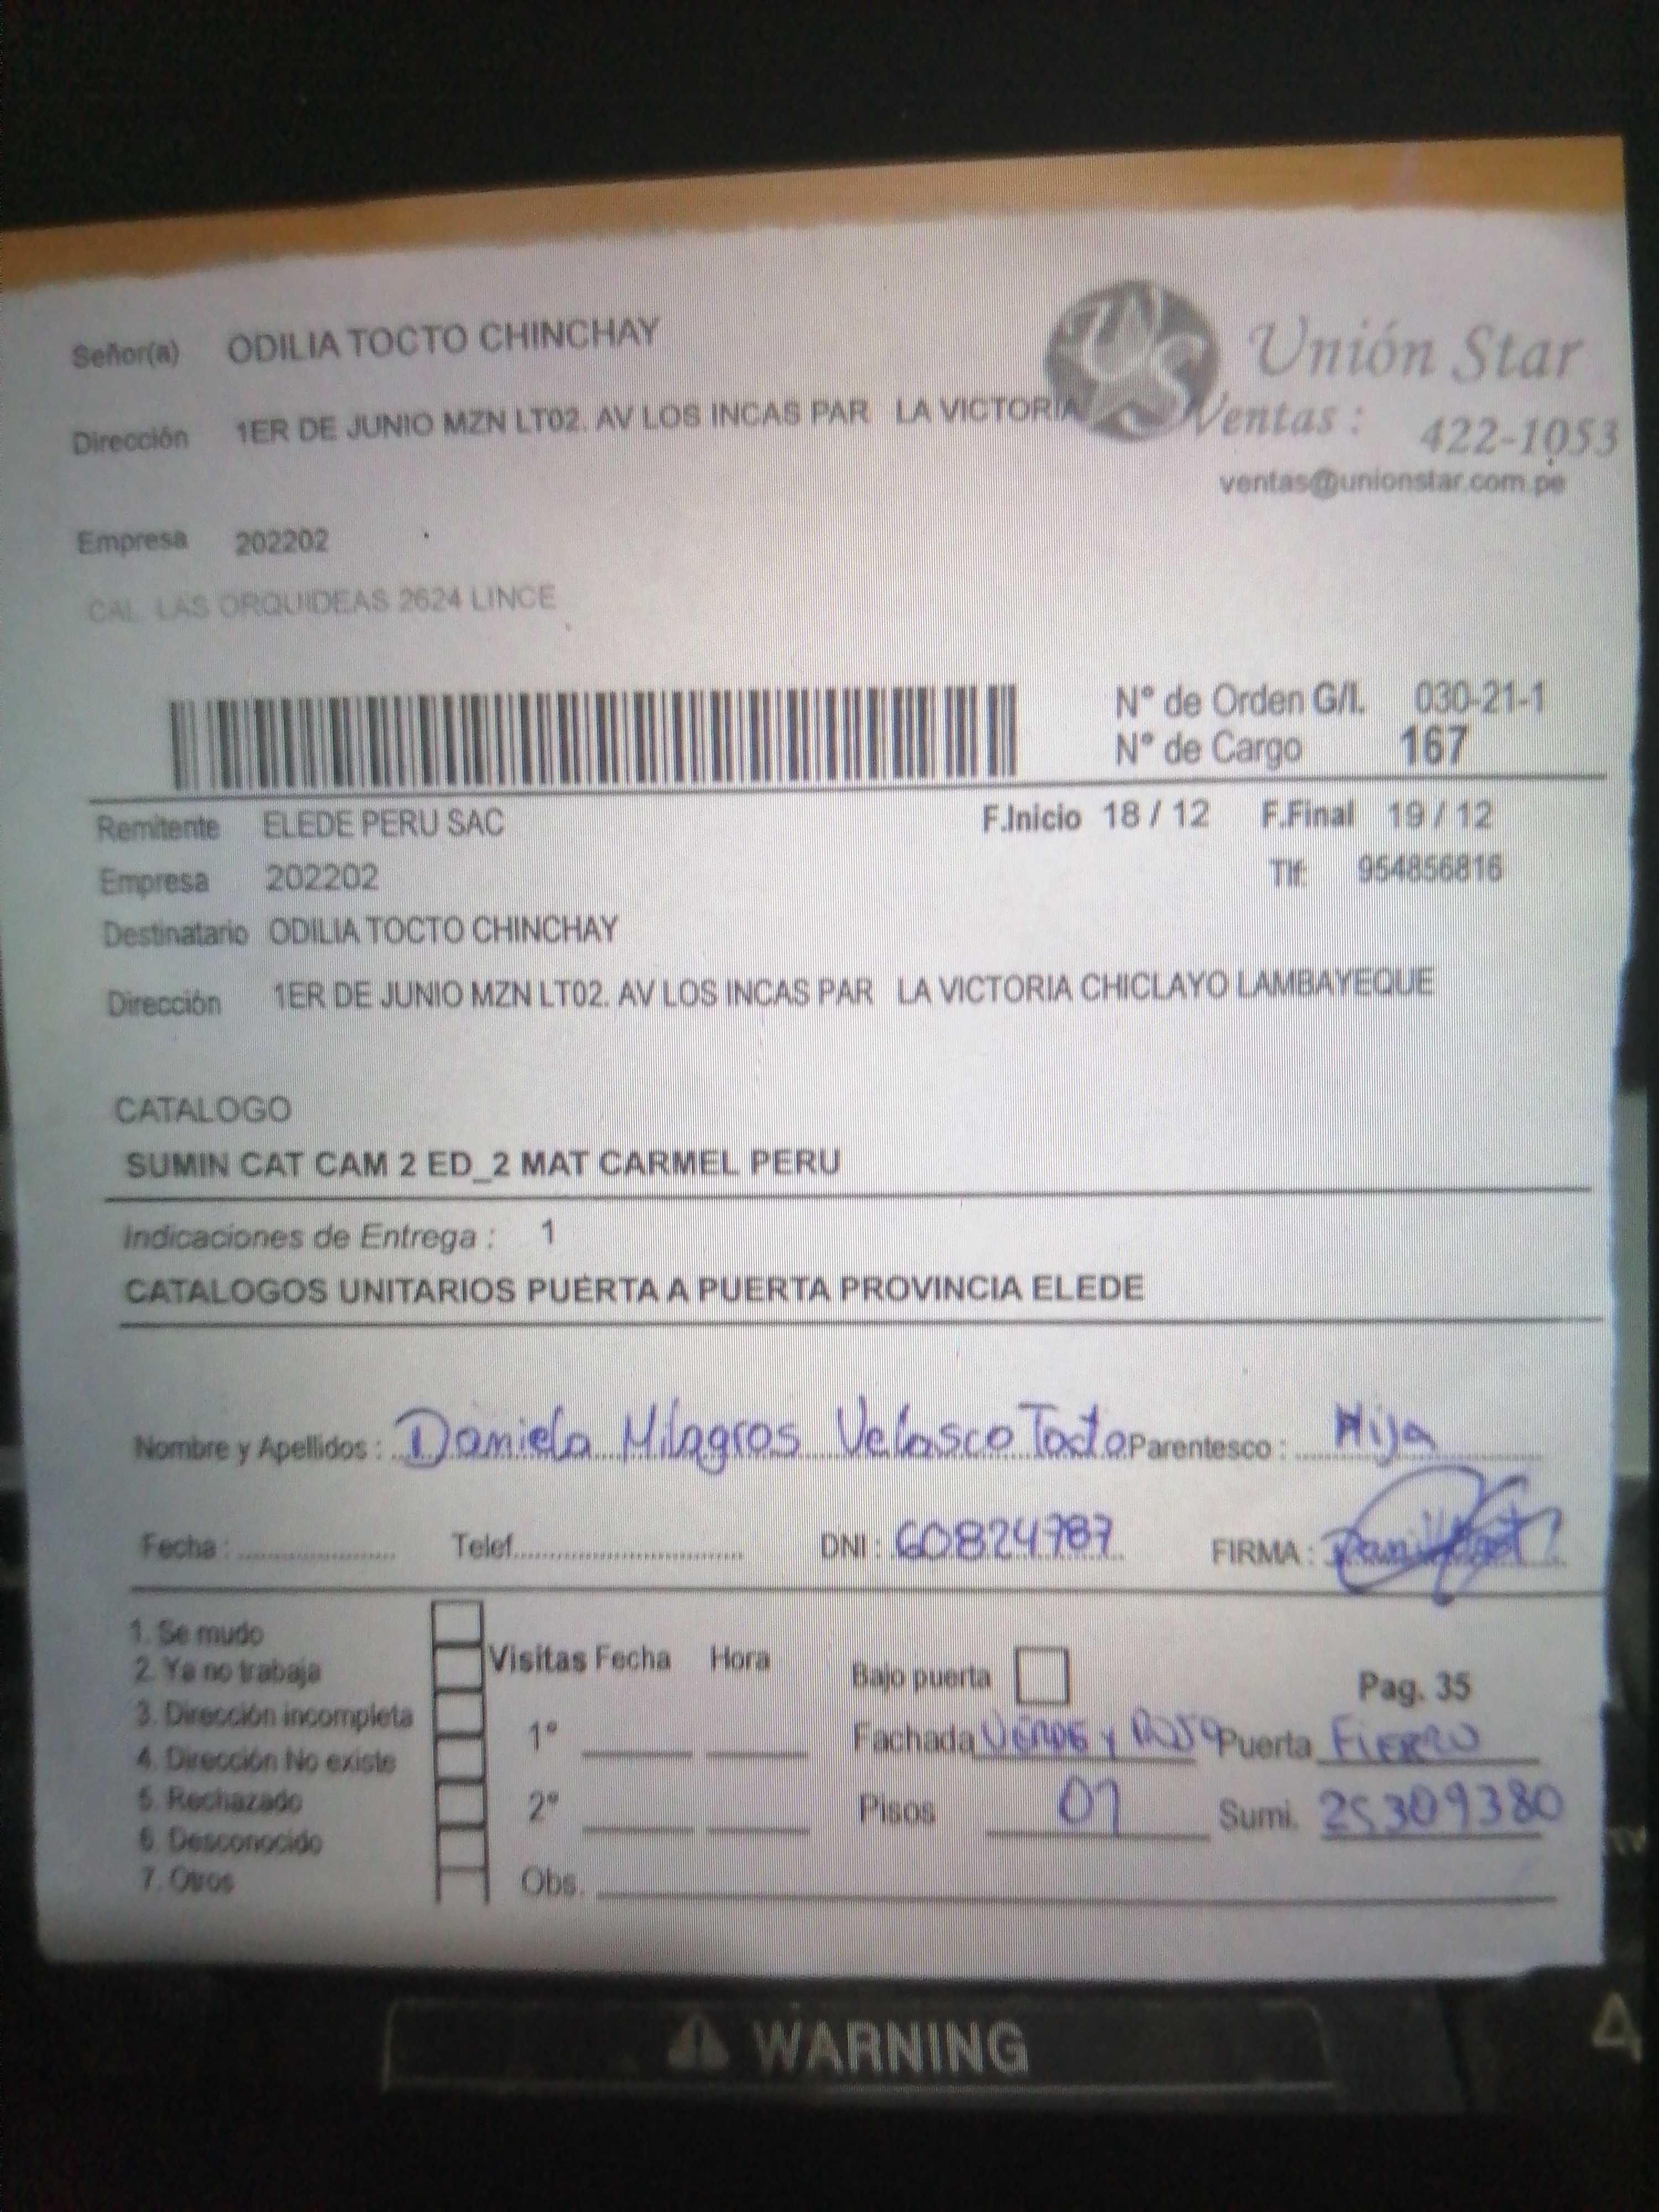 Señor(a) ODILIA TOCTO CHINCHAY
Unión Star
Dirección 1ER DE JUNIO MZN LT02. AV LOS INCAS PAR LA VICTORIA
Ventas : 422-1053
ventas@unionstar.com.pe
Empresa 202202
CAL LAS ORQUIDEAS 2624 LINCE
N° de Orden G/I. 030-21-1
N° de Cargo 167
Remitente ELEDE PERU SAC F.Inicio 18 / 12 F.Final 19 / 12
Empresa 202202 Tlf: 954856816
Destinatario ODILIA TOCTO CHINCHAY
Dirección 1ER DE JUNIO MZN LT02. AV LOS INCAS PAR LA VICTORIA CHICLAYO LAMBAYEQUE
CATALOGO
SUMIN CAT CAM 2 ED_2 MAT CARMEL PERU
Indicaciones de Entrega : 1
CATALOGOS UNITARIOS PUERTA A PUERTA PROVINCIA ELEDE
Nombre y Apellidos : Daniela Milagros Velasco Tocto Parentesco : Hija
Fecha : Telef. DNI : 60824787 FIRMA :
1. Se mudo
2. Ya no trabaja
3. Dirección incompleta
4. Dirección No existe
5. Rechazado
6. Desconocido
7. Otros
Visitas Fecha Hora
1°
2°
Obs.
Bajo puerta Pag. 35
Fachada y Puerta FIERRO
Pisos 01 Sumi. 25309380
WARNING
4